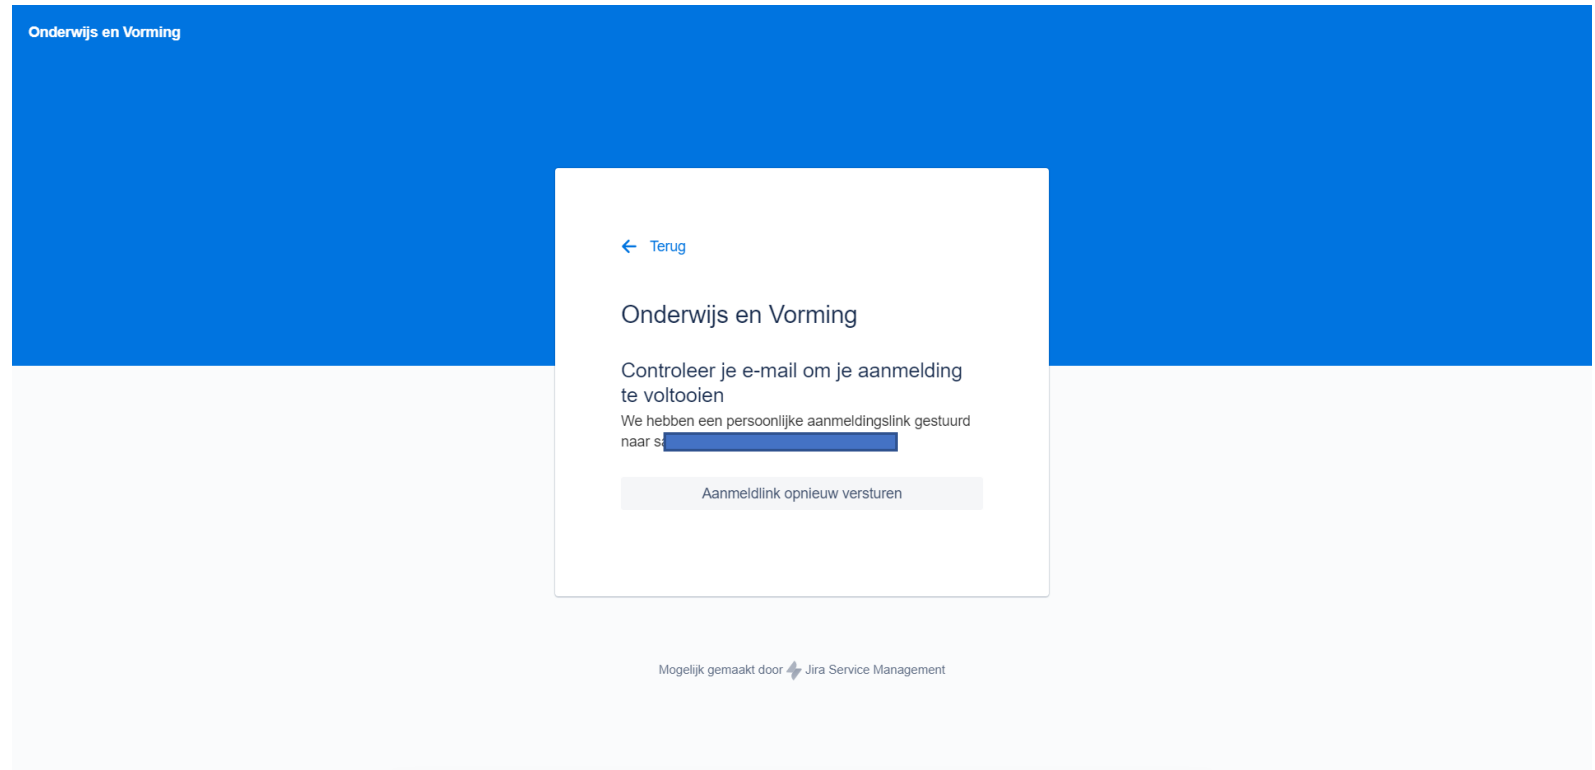 Onderwijs en Vorming
← Terug
Onderwijs en Vorming
Controleer je e-mail om je aanmelding
te voltooien
We hebben een persoonlijke aanmeldingslink gestuurd
naar
Aanmeldlink opnieuw versturen
Mogelijk gemaakt door Jira Service Management